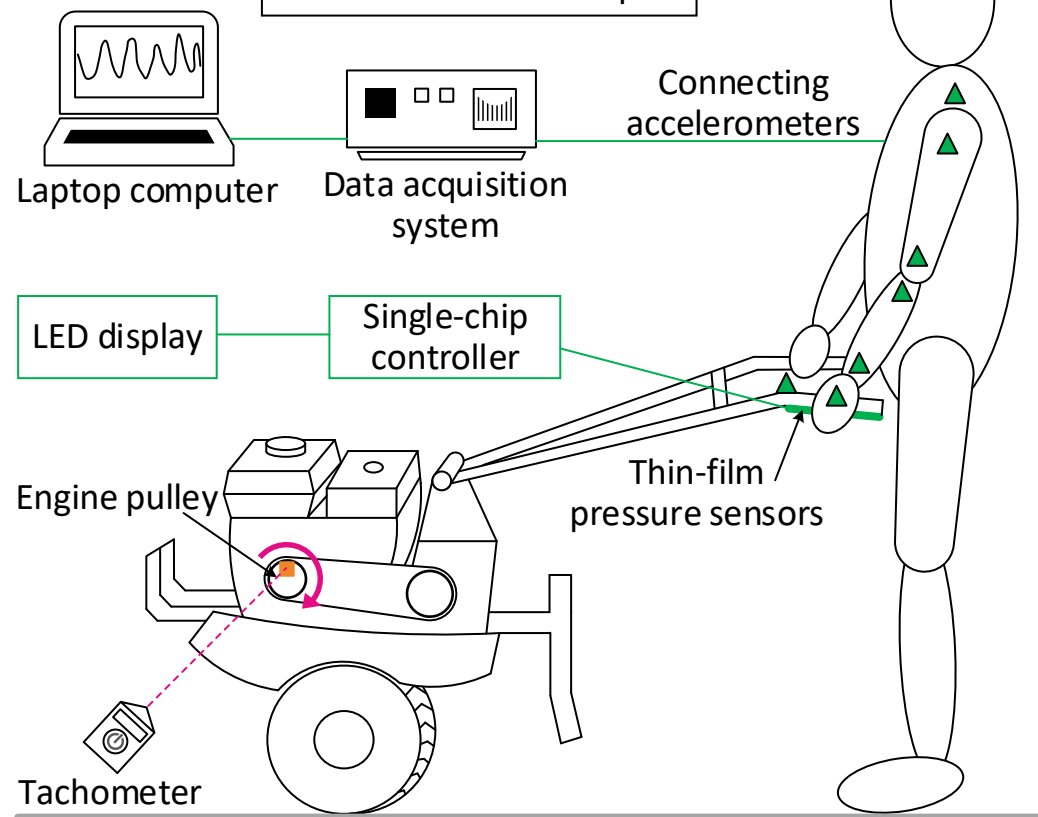 Connecting
accelerometers
Laptop computer
Data acquisition
system
LED display
Single-chip
controller
Thin-film
pressure sensors
Engine pulley
Tachometer